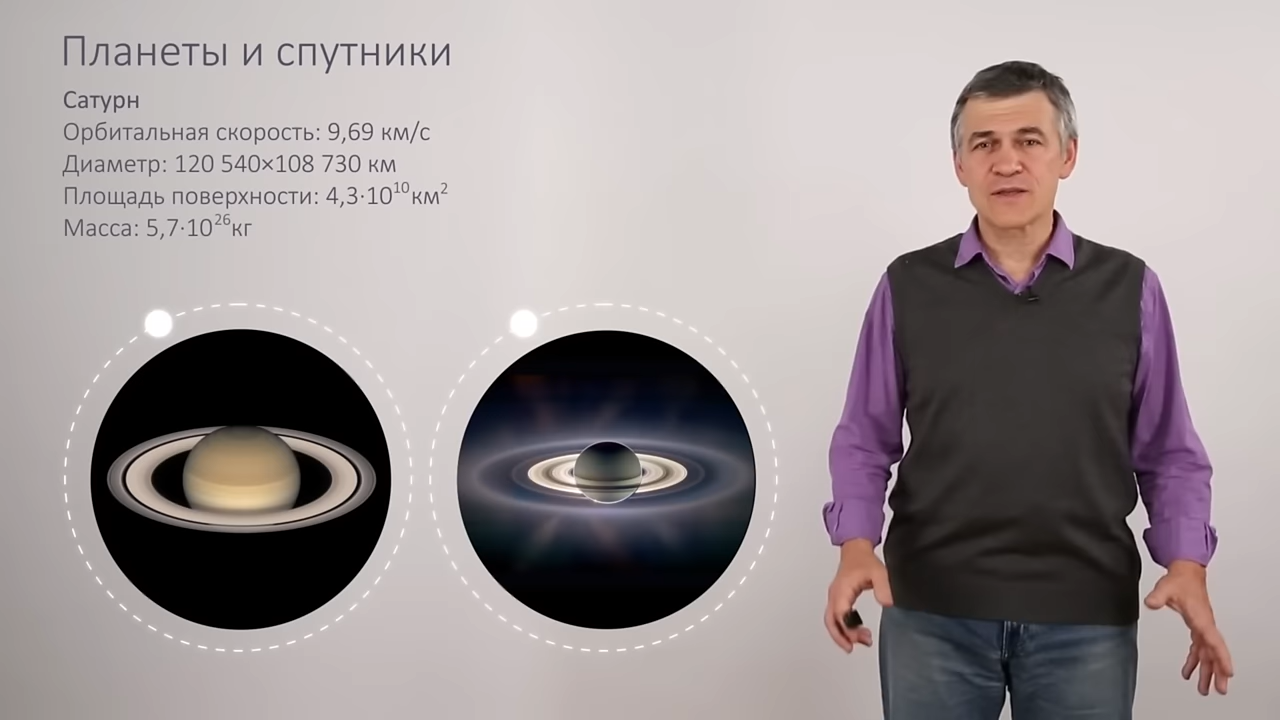 Планеты и спутники
Сатурн
Орбитальная скорость: 9,69 км/с
Диаметр: 120 540×108 730 км
Площадь поверхности: 4,3·10¹⁰км²
Масса: 5,7·10²⁶кг